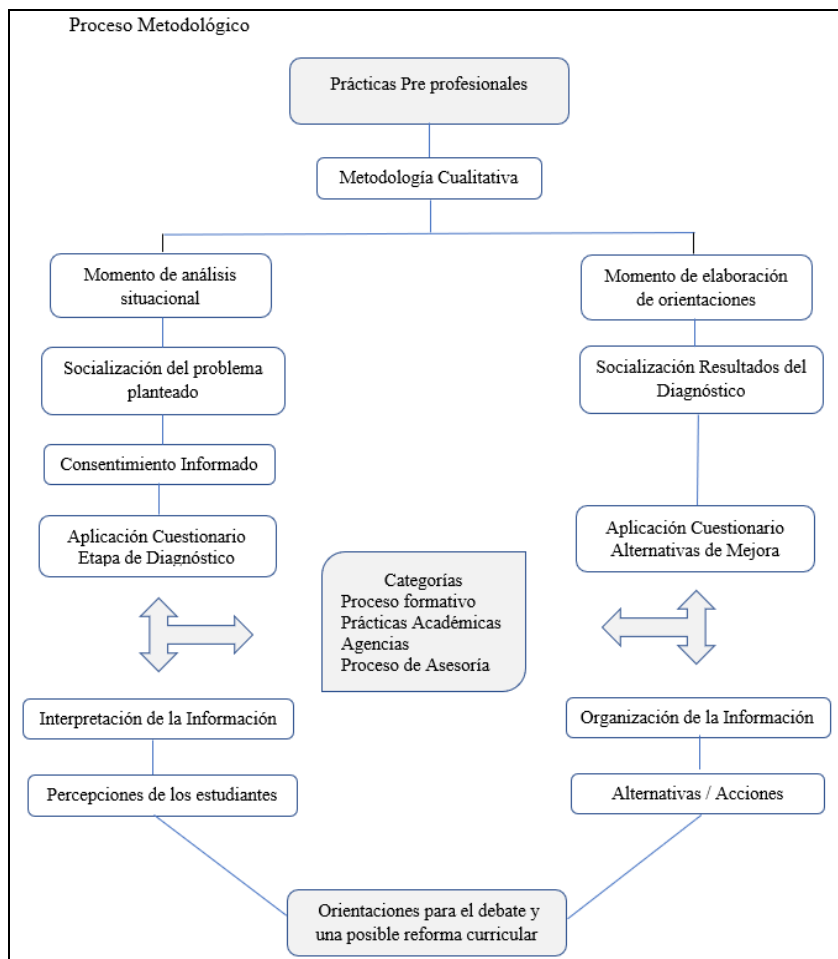 Proceso Metodológico
Prácticas Pre profesionales
Metodología Cualitativa
Momento de análisis
situacional
Socialización del problema
planteado
Consentimiento Informado
Aplicación Cuestionario
Etapa de Diagnóstico
Momento de elaboración
de orientaciones
Socialización Resultados del
Diagnóstico
Aplicación Cuestionario
Alternativas de Mejora
Categorías
Proceso formativo
Prácticas Académicas
Agencias
Proceso de Asesoría
Interpretación de la Información
Percepciones de los estudiantes
Organización de la Información
Alternativas / Acciones
Orientaciones para el debate y
una posible reforma curricular